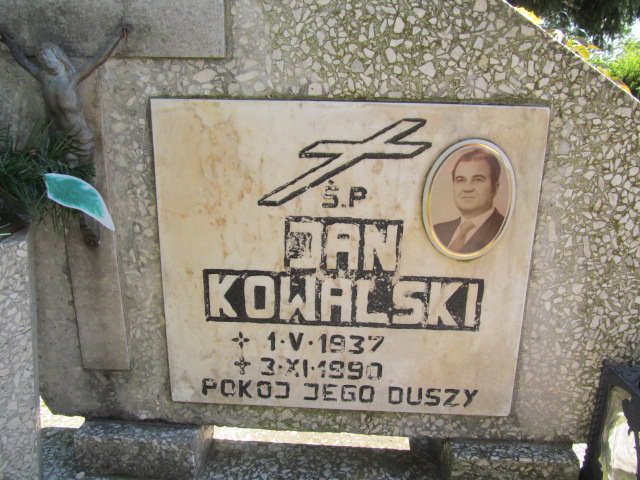 Ś.P
JAN
KOWALSKI
✶ 1·V·1937
✝ 3·XI·1990
POKOJ JEGO DUSZY